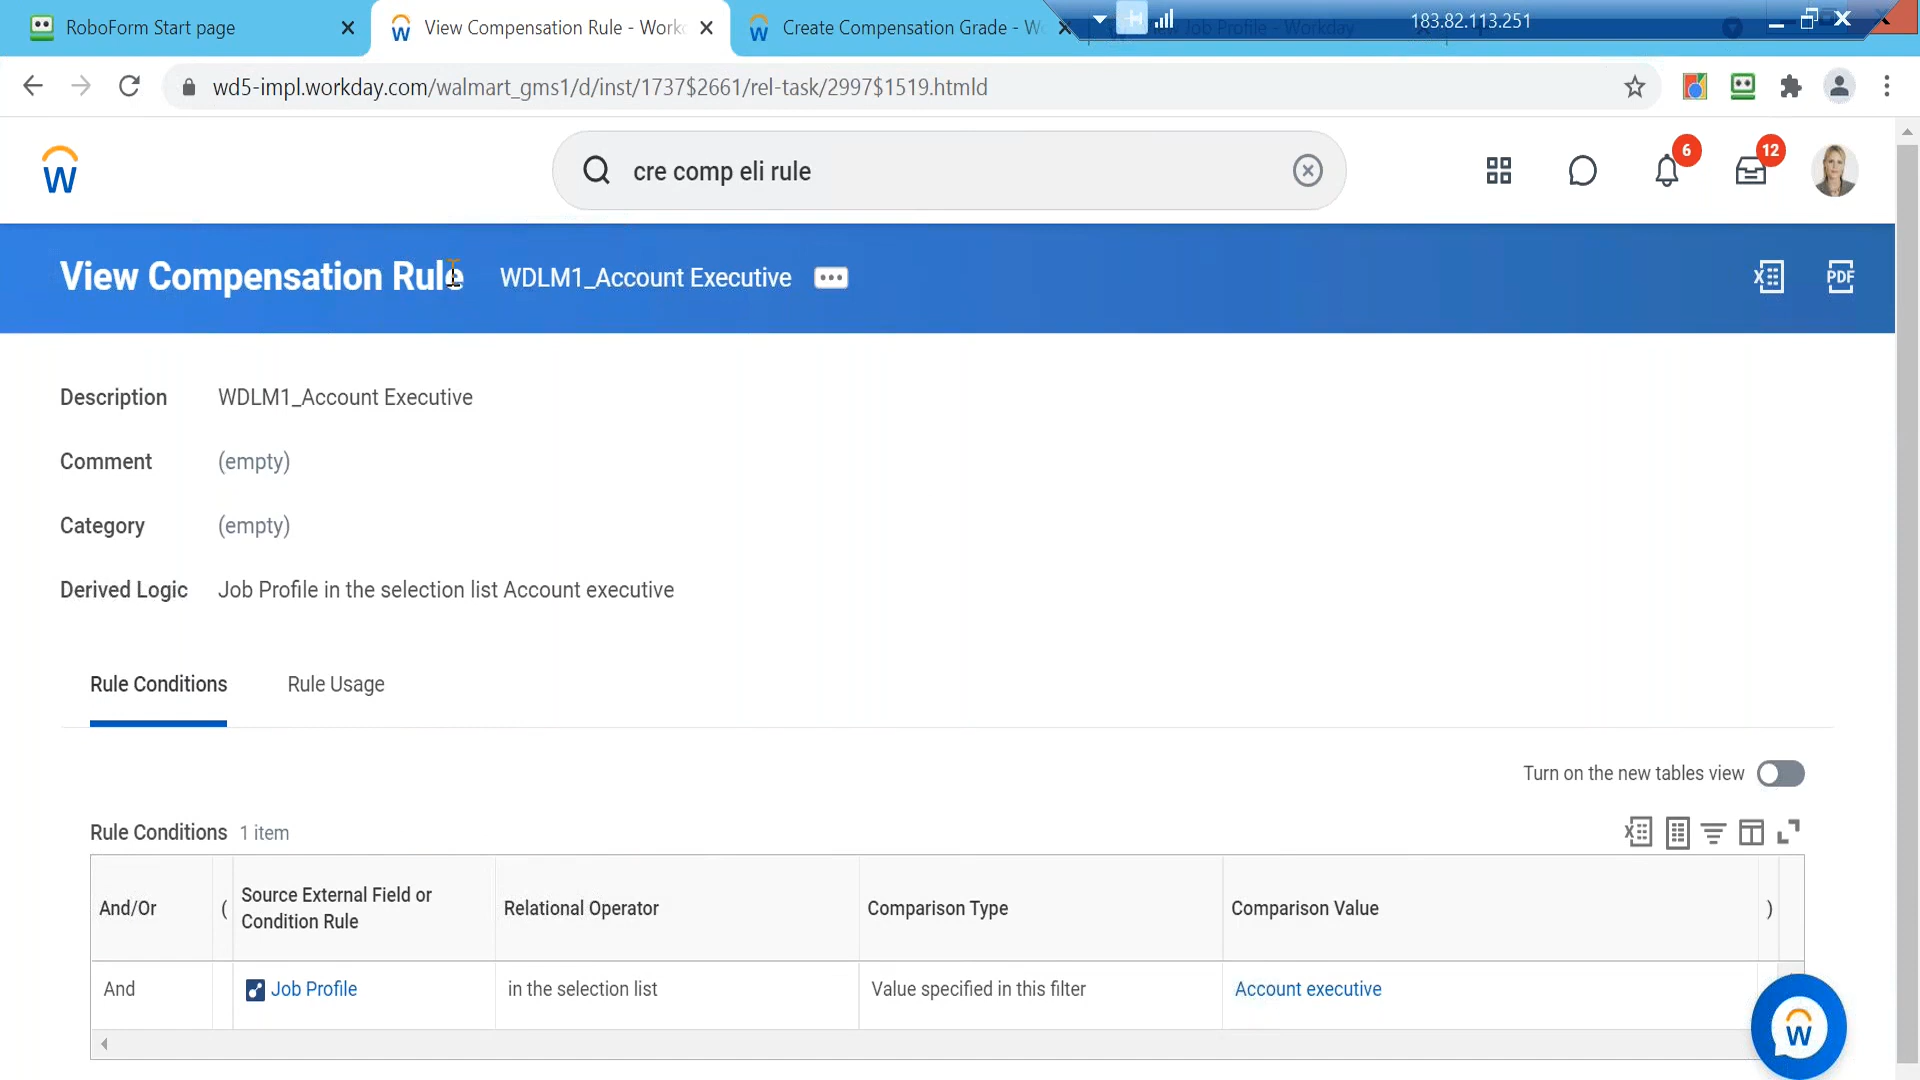 RoboForm Start page
View Compensation Rule - Work
Create Compensation Grade - Wo
Job Profile - Workday
183.82.113.251
wd5-impl.workday.com/walmart_gms1/d/inst/1737$2661/rel-task/2997$1519.htmld
W
cre comp eli rule
6
12
View Compensation Rule
WDLM1_Account Executive
X
PDF
Description
WDLM1_Account Executive
Comment
(empty)
Category
(empty)
Derived Logic
Job Profile in the selection list Account executive
Rule Conditions
Rule Usage
Turn on the new tables view
Rule Conditions 1 item
X
And/Or
(
Source External Field or
Condition Rule
Relational Operator
Comparison Type
Comparison Value
)
And
Job Profile
in the selection list
Value specified in this filter
Account executive
W